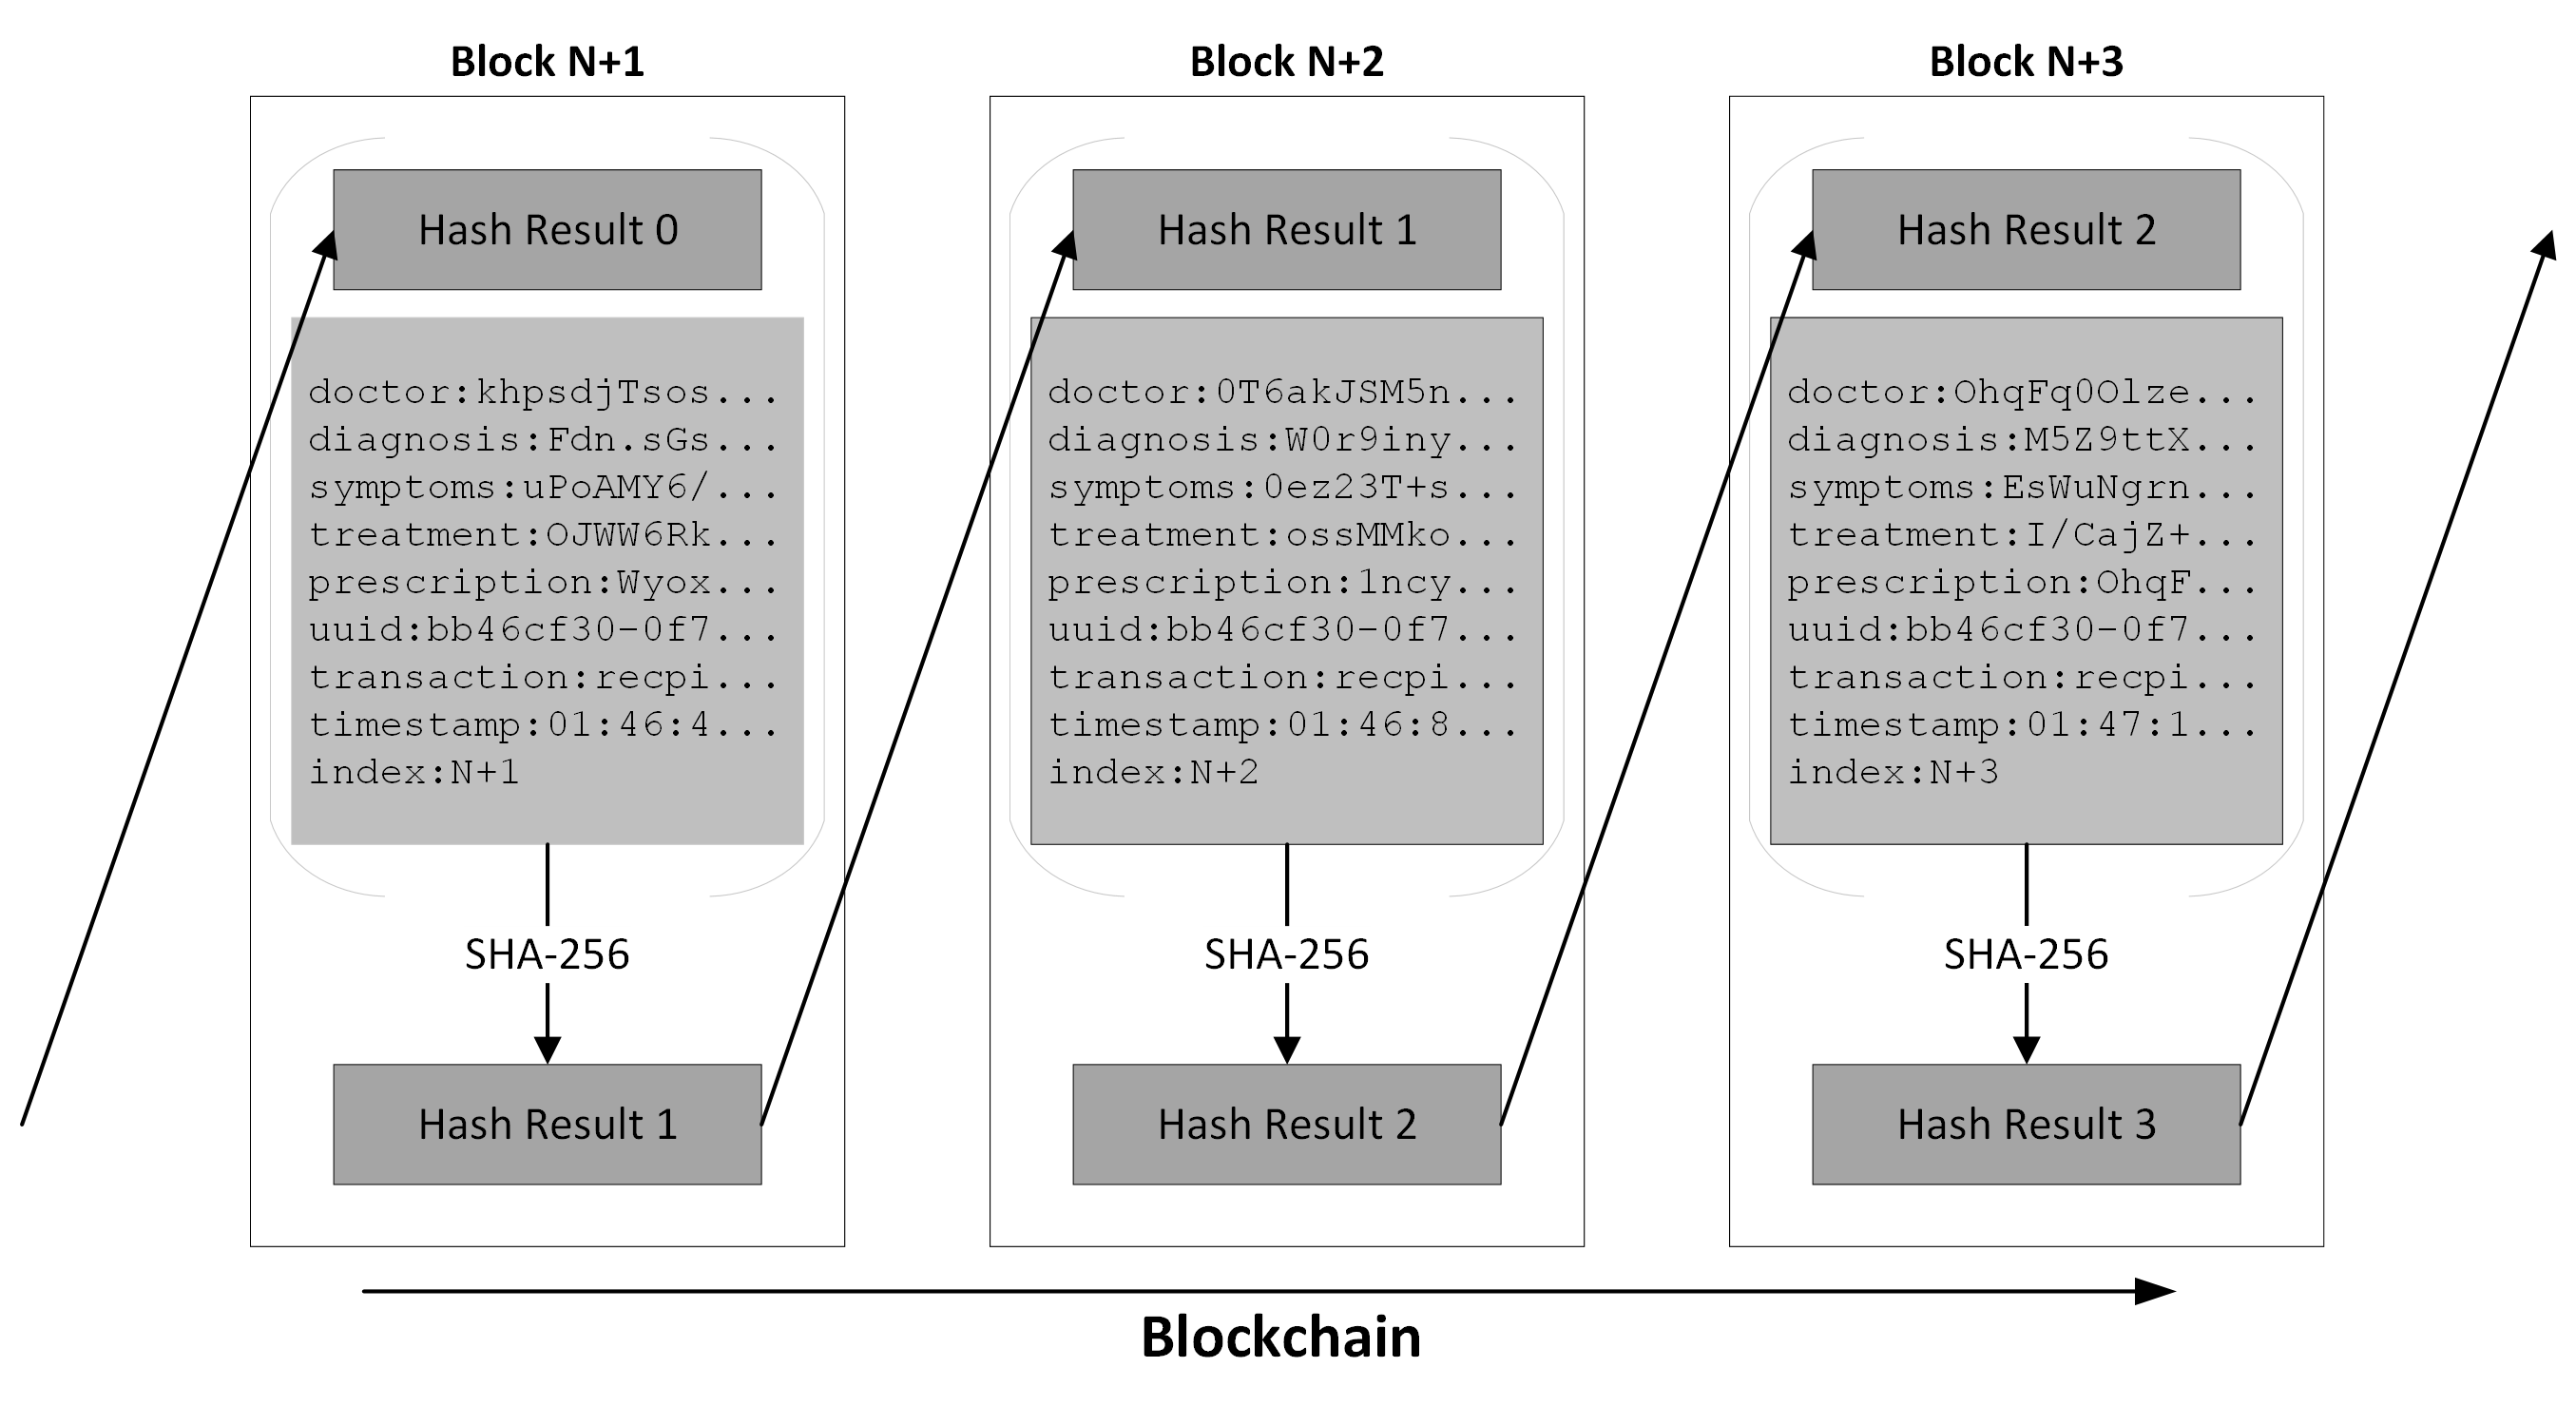 Block N+1
Hash Result 0
doctor:khpsdjTsos...
diagnosis:Fdn.sGs...
symptoms:uPoAMY6/...
treatment:OJWW6Rk...
prescription:Wyox...
uuid:bb46cf30-0f7...
transaction:recpi...
timestamp:01:46:4...
index:N+1
SHA-256
Hash Result 1
Block N+2
Hash Result 1
doctor:0T6akJSM5n...
diagnosis:W0r9iny...
symptoms:0ez23T+s...
treatment:ossMMko...
prescription:1ncy...
uuid:bb46cf30-0f7...
transaction:recpi...
timestamp:01:46:8...
index:N+2
SHA-256
Hash Result 2
Block N+3
Hash Result 2
doctor:OhqFq0Olze...
diagnosis:M5Z9ttX...
symptoms:EsWuNgrn...
treatment:I/CajZ+...
prescription:OhqF...
uuid:bb46cf30-0f7...
transaction:recpi...
timestamp:01:47:1...
index:N+3
SHA-256
Hash Result 3
Blockchain